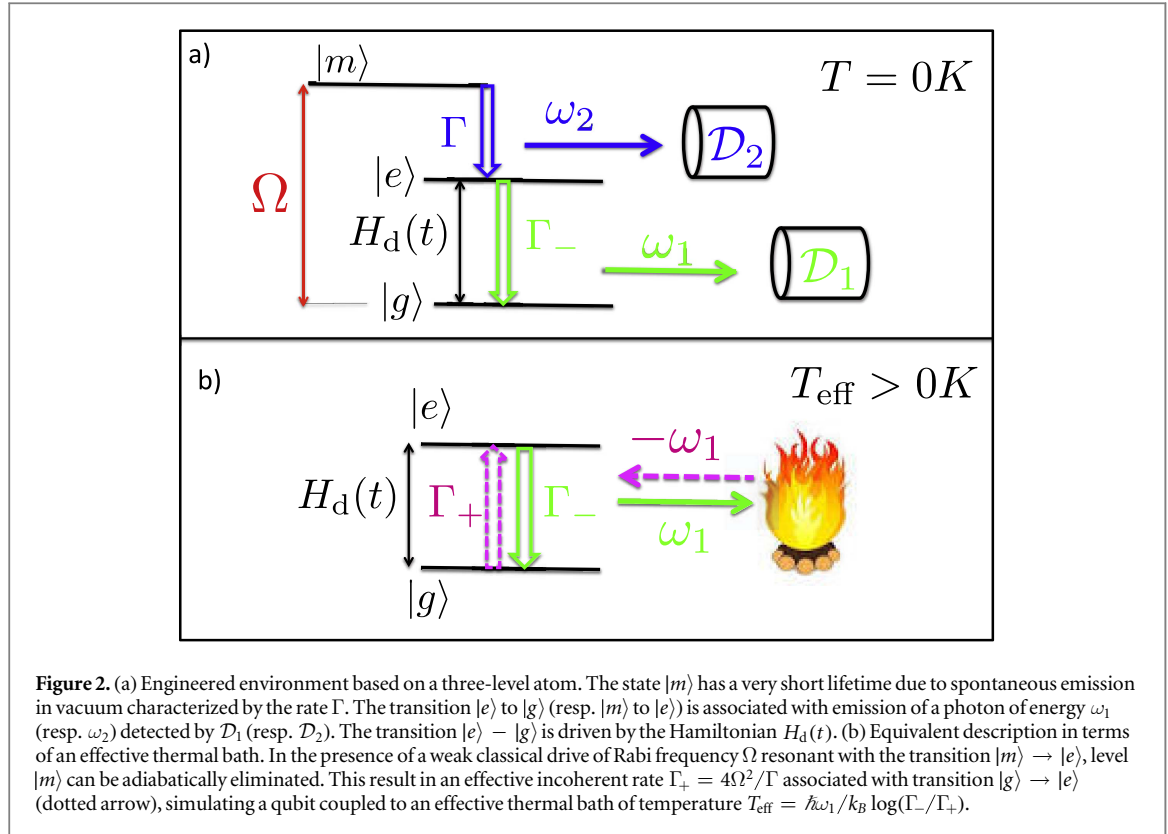 a)
|m⟩
T = 0K
Γ
ω₂
𝒟₂
|e⟩
Ω
H_d(t)
Γ₋
ω₁
𝒟₁
|g⟩
b)
T_eff > 0K
|e⟩
−ω₁
H_d(t)
Γ₊
Γ₋
ω₁
|g⟩
Figure 2. (a) Engineered environment based on a three-level atom. The state |m⟩ has a very short lifetime due to spontaneous emission
in vacuum characterized by the rate Γ. The transition |e⟩ to |g⟩ (resp. |m⟩ to |e⟩) is associated with emission of a photon of energy ω₁
(resp. ω₂) detected by 𝒟₁ (resp. 𝒟₂). The transition |e⟩ − |g⟩ is driven by the Hamiltonian H_d(t). (b) Equivalent description in terms
of an effective thermal bath. In the presence of a weak classical drive of Rabi frequency Ω resonant with the transition |m⟩ → |e⟩, level
|m⟩ can be adiabatically eliminated. This result in an effective incoherent rate Γ₊ = 4Ω²/Γ associated with transition |g⟩ → |e⟩
(dotted arrow), simulating a qubit coupled to an effective thermal bath of temperature T_eff = ℏω₁/k_B log(Γ₋/Γ₊).